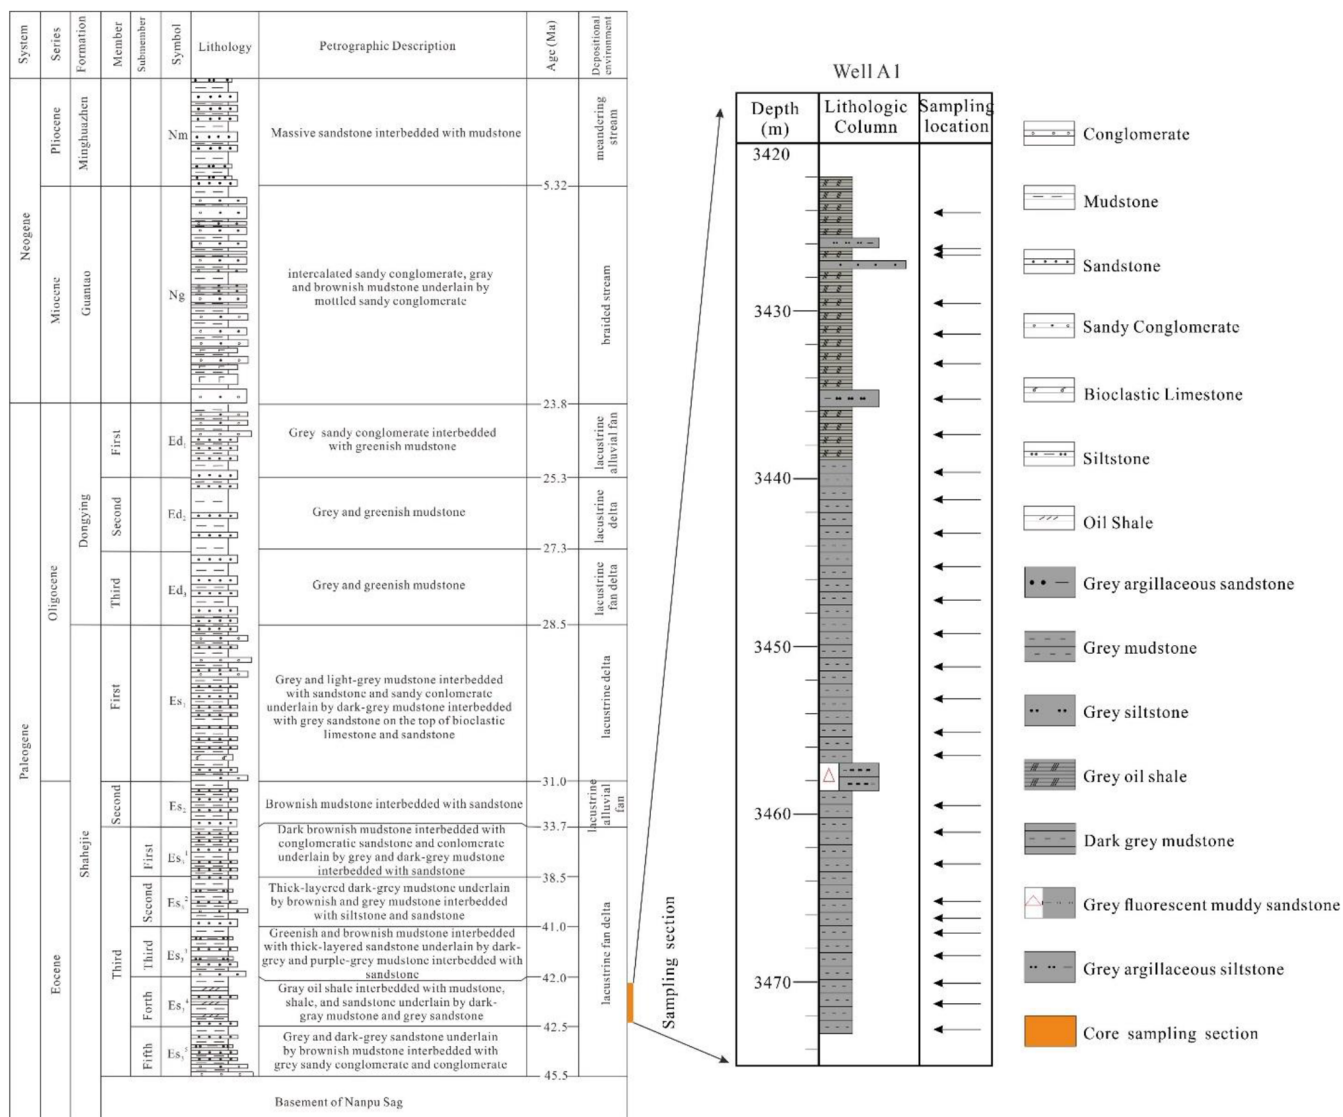 System
Series
Formation
Member
Submember
Symbol
Lithology
Petrographic Description
Age (Ma)
Depositional
environment
Neogene
Pliocene
Minghuazhen
Nm
Massive sandstone interbedded with mudstone
meandering
stream
5.32
Miocene
Guantao
Ng
intercalated sandy conglomerate, gray
and brownish mudstone underlain by
mottled sandy conglomerate
braided stream
23.8
Paleogene
Oligocene
Dongying
First
Ed1
Grey sandy conglomerate interbedded
with greenish mudstone
lacustrine
alluvial fan
25.3
Second
Ed2
Grey and greenish mudstone
lacustrine
delta
27.3
Third
Ed3
Grey and greenish mudstone
lacustrine
fan delta
28.5
Shahejie
First
Es1
Grey and light-grey mudstone interbedded
with sandstone and sandy conlomerate
underlain by dark-grey mudstone interbedded
with grey sandstone on the top of bioclastic
limestone and sandstone
lacustrine delta
31.0
Eocene
Second
Es2
Brownish mudstone interbedded with sandstone
lacustrine
alluvial
fan
33.7
Third
First
Es31
Dark brownish mudstone interbedded with
conglomeratic sandstone and conlomerate
underlain by grey and dark-grey mudstone
interbedded with sandstone
38.5
Second
Es32
Thick-layered dark-grey mudstone underlain
by brownish and grey mudstone interbedded
with siltstone and sandstone
41.0
Third
Es33
Greenish and brownish mudstone interbedded
with thick-layered sandstone underlain by dark-
grey and purple-grey mudstone interbedded with
sandstone
lacustrine fan delta
42.0
Forth
Es34
Gray oil shale interbedded with mudstone,
shale, and sandstone underlain by dark-
gray mudstone and grey sandstone
42.5
Fifth
Es35
Grey and dark-grey sandstone underlain
by brownish mudstone interbedded with
grey sandy conglomerate and conglomerate
45.5
Basement of Nanpu Sag
Sampling section
Well A1
Depth
(m)
Lithologic
Column
Sampling
location
3420
3430
3440
3450
3460
3470
Conglomerate
Mudstone
Sandstone
Sandy Conglomerate
Bioclastic Limestone
Siltstone
Oil Shale
Grey argillaceous sandstone
Grey mudstone
Grey siltstone
Grey oil shale
Dark grey mudstone
Grey fluorescent muddy sandstone
Grey argillaceous siltstone
Core sampling section